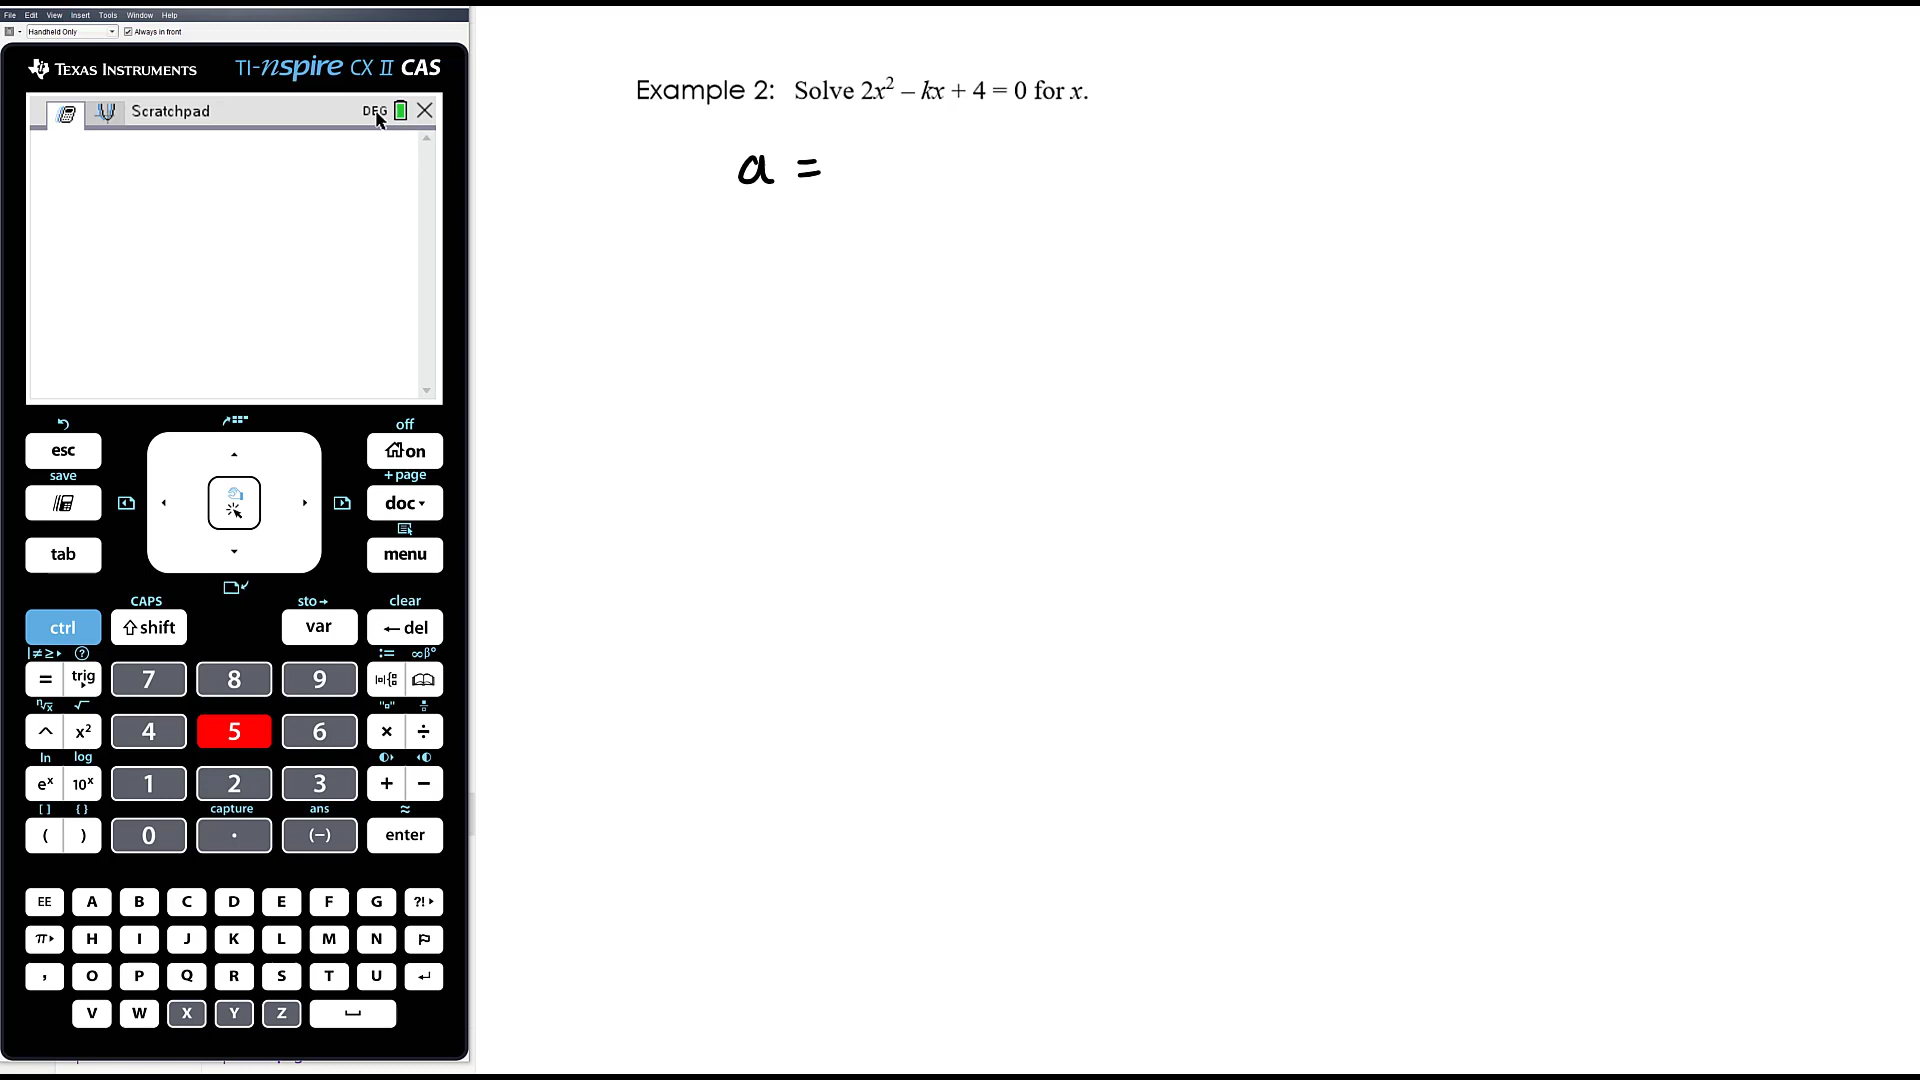 File Edit View Insert Tools Window Help
Handheld Only Always in front
TEXAS INSTRUMENTS TI-nspire CX II CAS
Scratchpad DEG
Example 2: Solve 2x² – kx + 4 = 0 for x.
a =
off
esc on
save +page
doc
tab menu
CAPS sto→ clear
ctrl ⇧shift var ←del
|≠≥▸ ? := ∞β°
= trig 7 8 9
ⁿ√x √ "▫"
^ x² 4 5 6 × ÷
ln log
eˣ 10ˣ 1 2 3 + −
[ ] { } capture ans ≈
( ) 0 . (−) enter
EE A B C D E F G ?!▸
π▸ H I J K L M N
, O P Q R S T U ↵
V W X Y Z